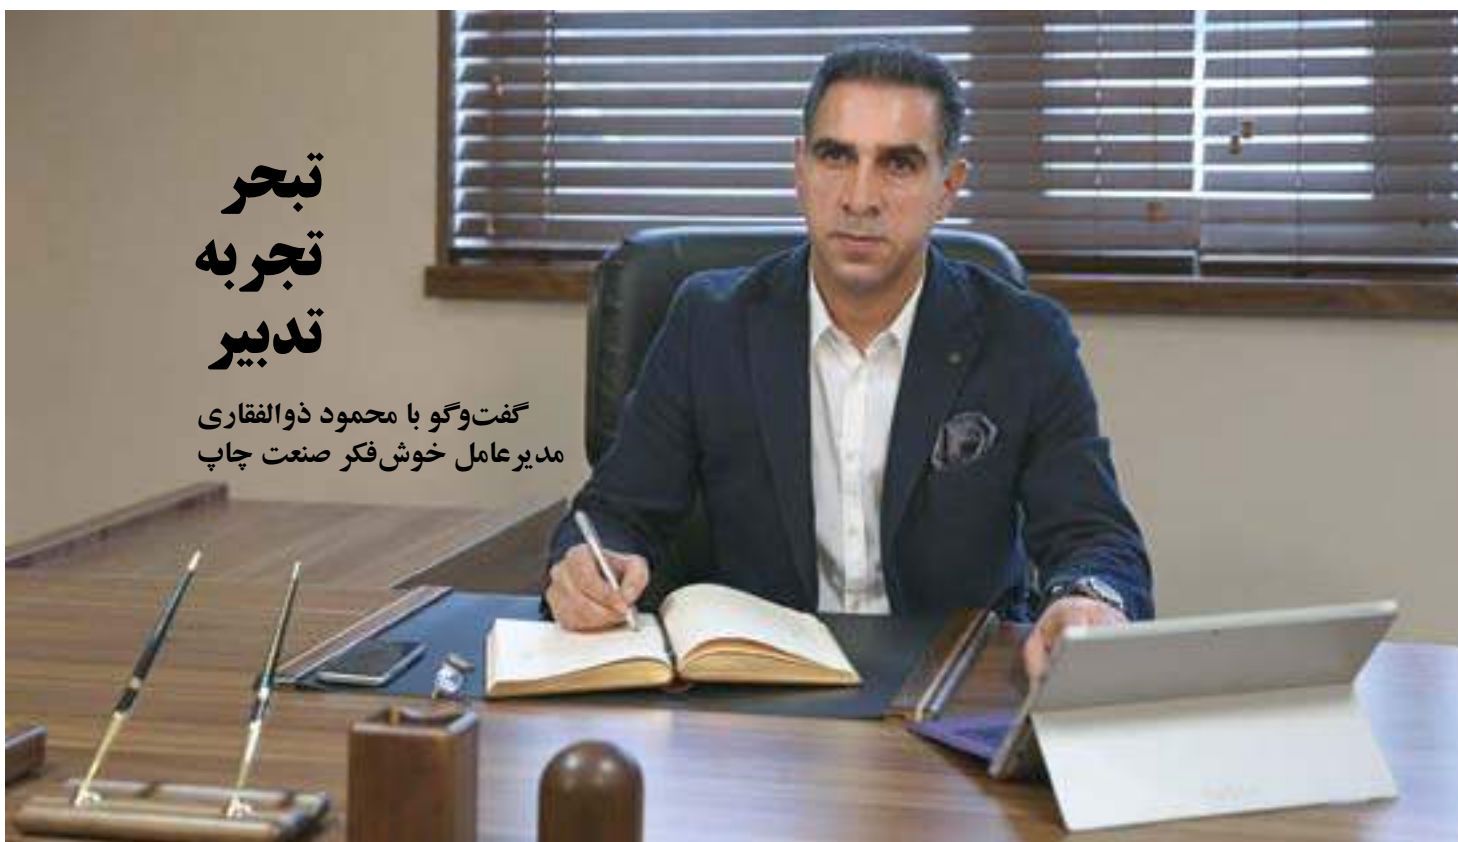 تبحر
تجربه
تدبیر
گفت‌وگو با محمود ذوالفقاری
مدیرعامل خوش‌فکر صنعت چاپ